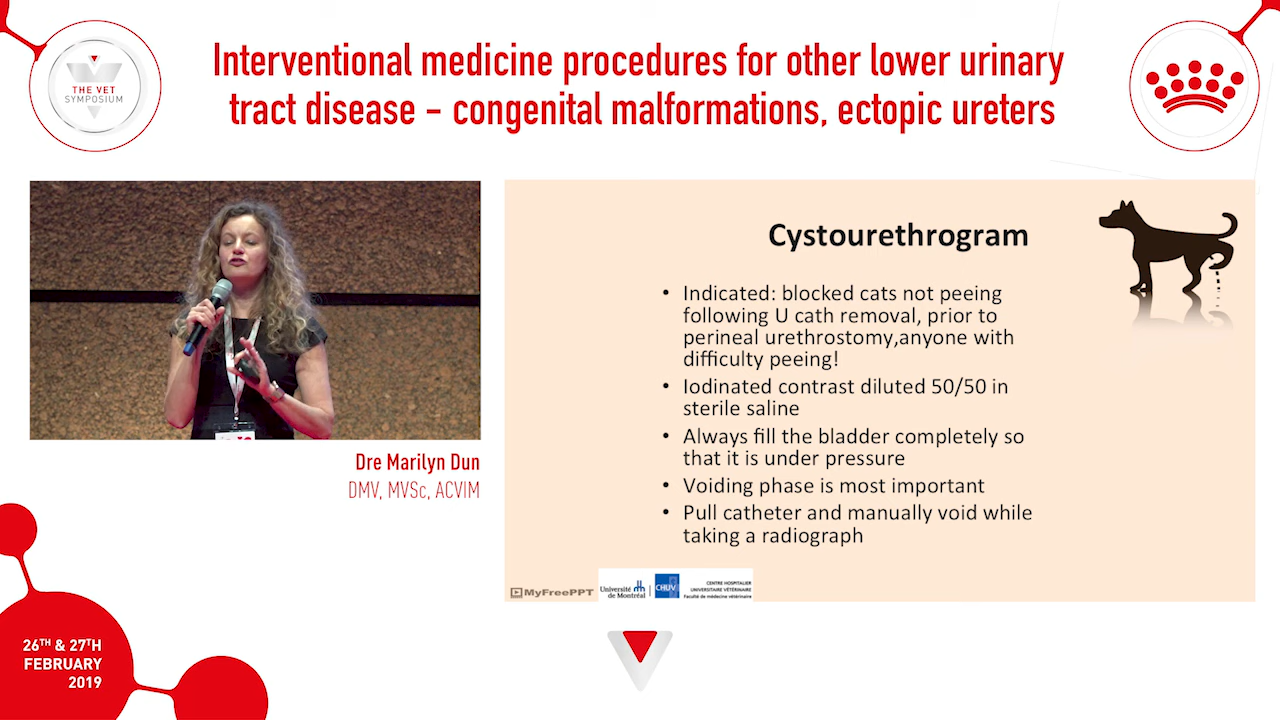 Interventional medicine procedures for other lower urinary
tract disease – congenital malformations, ectopic ureters
THE VET
SYMPOSIUM
Dre Marilyn Dun
DMV, MVSc, ACVIM
Cystourethrogram
• Indicated: blocked cats not peeing
following U cath removal, prior to
perineal urethrostomy,anyone with
difficulty peeing!
• Iodinated contrast diluted 50/50 in
sterile saline
• Always fill the bladder completely so
that it is under pressure
• Voiding phase is most important
• Pull catheter and manually void while
taking a radiograph
MyFreePPT
Université
de Montréal
CHUV
CENTRE HOSPITALIER
UNIVERSITAIRE VÉTÉRINAIRE
Faculté de médecine vétérinaire
26TH & 27TH
FEBRUARY
2019